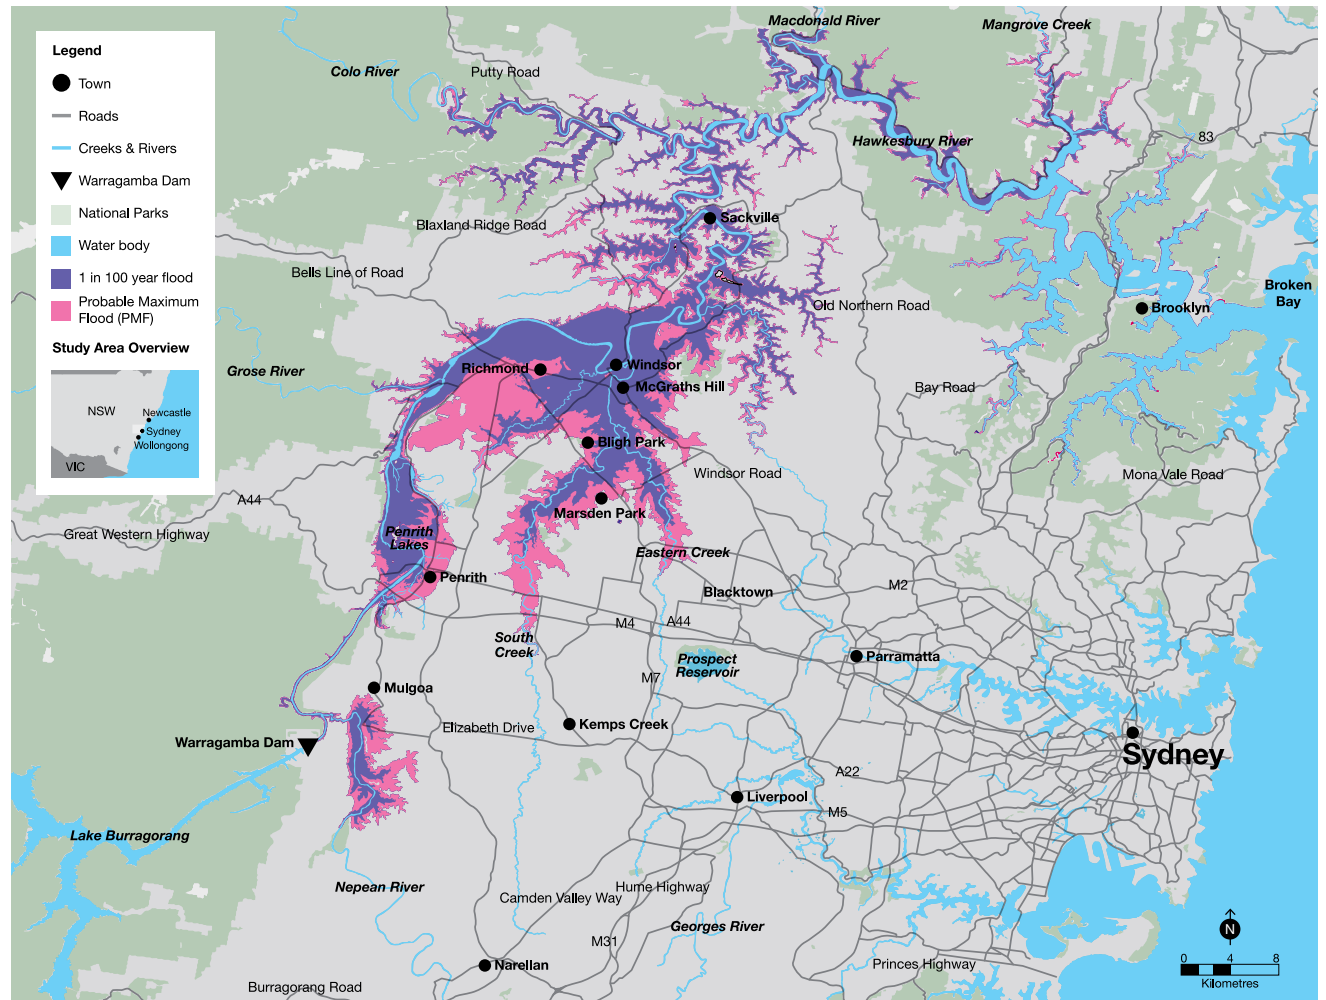 Legend
Town
Roads
Creeks & Rivers
Warragamba Dam
National Parks
Water body
1 in 100 year flood
Probable Maximum
Flood (PMF)
Study Area Overview
NSW
Newcastle
Sydney
Wollongong
VIC
Macdonald River
Mangrove Creek
Colo River
Putty Road
83
Hawkesbury River
Sackville
Blaxland Ridge Road
Bells Line of Road
Broken
Bay
Old Northern Road
Brooklyn
Grose River
Richmond
Windsor
McGraths Hill
Bay Road
Bligh Park
Windsor Road
Mona Vale Road
A44
Marsden Park
Great Western Highway
Penrith
Lakes
Eastern Creek
Penrith
Blacktown
M2
M4
A44
South
Creek
Prospect
Reservoir
Parramatta
M7
Mulgoa
Elizabeth Drive
Kemps Creek
Warragamba Dam
Sydney
A22
Liverpool
M5
Lake Burragorang
Nepean River
Hume Highway
Camden Valley Way
Georges River
M31
N
Narellan
Princes Highway
0 4 8
Kilometres
Burragorang Road